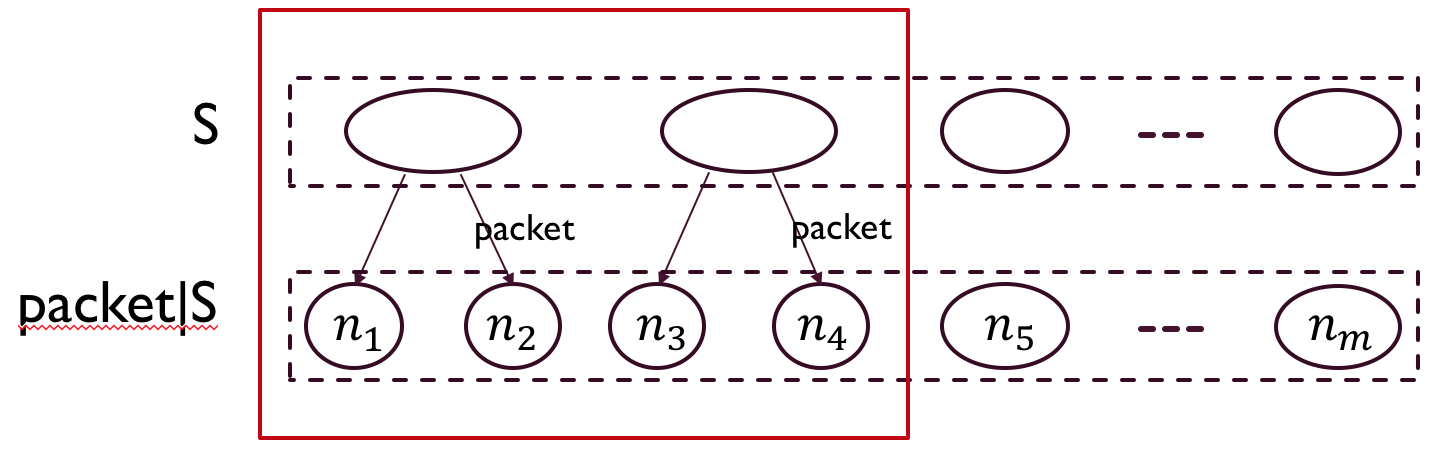 S
packet packet
packet|S
n₁ n₂ n₃ n₄ n₅ --- nₘ